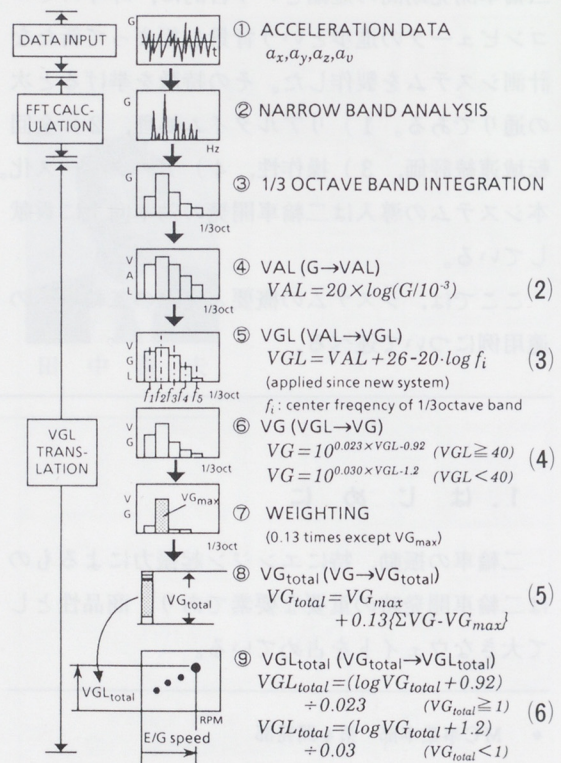 DATA INPUT
FFT CALC-
ULATION
VGL
TRANS-
LATION
G
t
① ACCELERATION DATA
ax,ay,az,av
G
Hz
② NARROW BAND ANALYSIS
G
1/3oct
③ 1/3 OCTAVE BAND INTEGRATION
V
A
L
1/3oct
④ VAL (G→VAL)
VAL=20×log(G/10⁻³) (2)
V
G
L
f₁ f₂ f₃ f₄ f₅ 1/3oct
⑤ VGL (VAL→VGL)
VGL=VAL+26-20·log fᵢ (3)
(applied since new system)
fᵢ : center freqency of 1/3octave band
V
G
1/3oct
⑥ VG (VGL→VG)
VG=10^0.023×VGL-0.92 (VGL≧40)
VG=10^0.030×VGL-1.2 (VGL<40)
(4)
V
G
VGmax
1/3oct
⑦ WEIGHTING
(0.13 times except VGmax)
VGtotal
⑧ VGtotal (VG→VGtotal)
VGtotal=VGmax
+0.13{ΣVG-VGmax}
(5)
VGLtotal
RPM
E/G speed
⑨ VGLtotal (VGtotal→VGLtotal)
VGLtotal=(logVGtotal+0.92)
÷0.023 (VGtotal≧1)
VGLtotal=(logVGtotal+1.2)
÷0.03 (VGtotal<1)
(6)